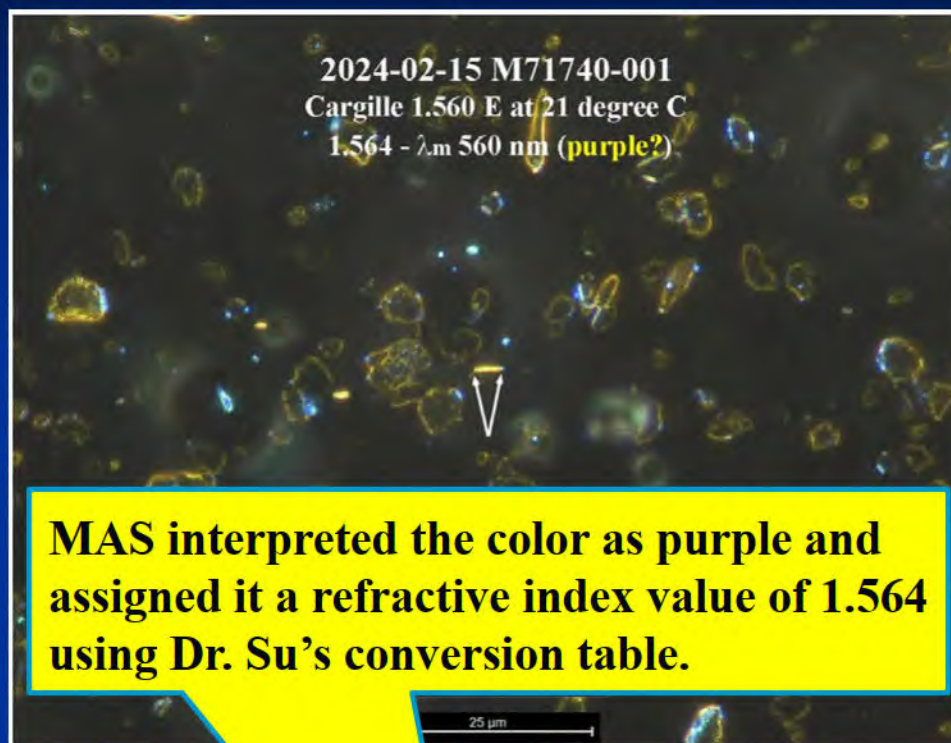 2024-02-15 M71740-001
Cargille 1.560 E at 21 degree C
1.564 - λm 560 nm (purple?)
MAS interpreted the color as purple and
assigned it a refractive index value of 1.564
using Dr. Su’s conversion table.
25 µm